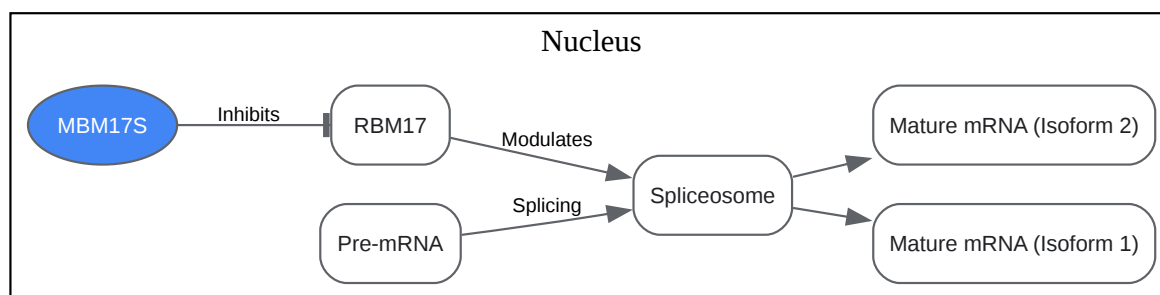 Nucleus
MBM17S
Inhibits
RBM17
Modulates
Mature mRNA (Isoform 2)
Splicing
Spliceosome
Pre-mRNA
Mature mRNA (Isoform 1)